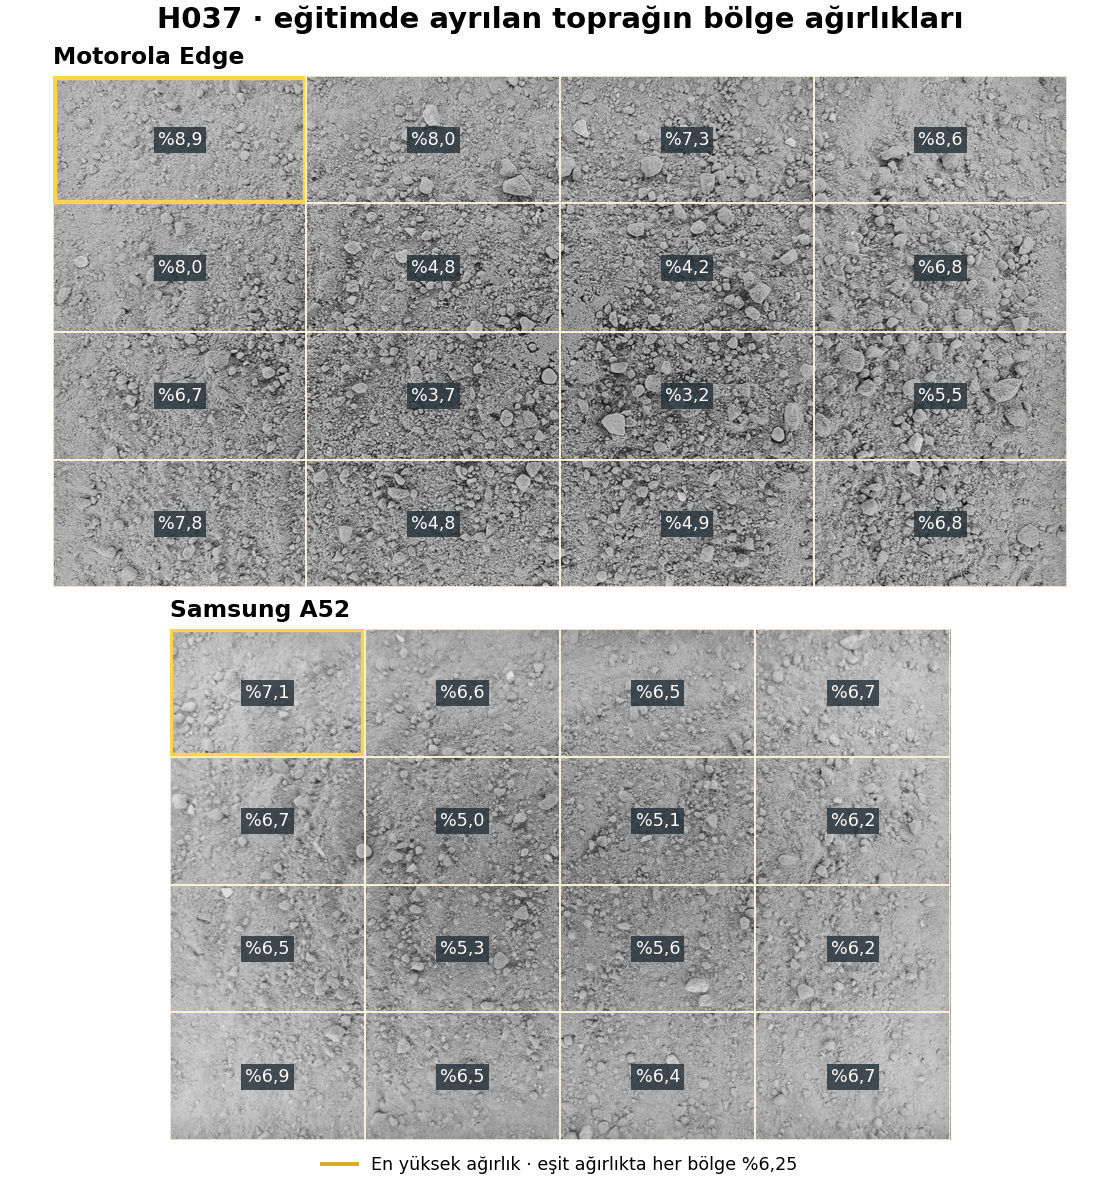 H037 · eğitimde ayrılan toprağın bölge ağırlıkları
Motorola Edge
%8,9 %8,0 %7,3 %8,6
%8,0 %4,8 %4,2 %6,8
%6,7 %3,7 %3,2 %5,5
%7,8 %4,8 %4,9 %6,8
Samsung A52
%7,1 %6,6 %6,5 %6,7
%6,7 %5,0 %5,1 %6,2
%6,5 %5,3 %5,6 %6,2
%6,9 %6,5 %6,4 %6,7
En yüksek ağırlık · eşit ağırlıkta her bölge %6,25